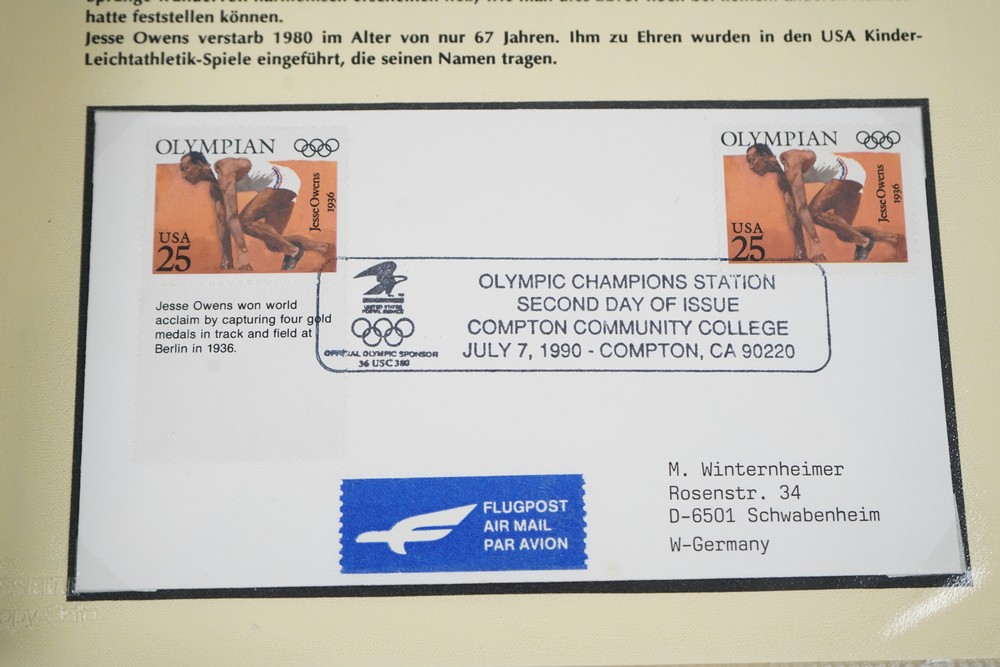 hatte feststellen können.
Jesse Owens verstarb 1980 im Alter von nur 67 Jahren. Ihm zu Ehren wurden in den USA Kinder-
Leichtathletik-Spiele eingeführt, die seinen Namen tragen.
OLYMPIAN
Jesse Owens
1936
USA
25
OLYMPIAN
Jesse Owens
1936
USA
25
Jesse Owens won world
acclaim by capturing four gold
medals in track and field at
Berlin in 1936.
UNITED STATES
POSTAL SERVICE
OFFICIAL OLYMPIC SPONSOR
36 USC 380
OLYMPIC CHAMPIONS STATION
SECOND DAY OF ISSUE
COMPTON COMMUNITY COLLEGE
JULY 7, 1990 - COMPTON, CA 90220
FLUGPOST
AIR MAIL
PAR AVION
M. Winternheimer
Rosenstr. 34
D-6501 Schwabenheim
W-Germany